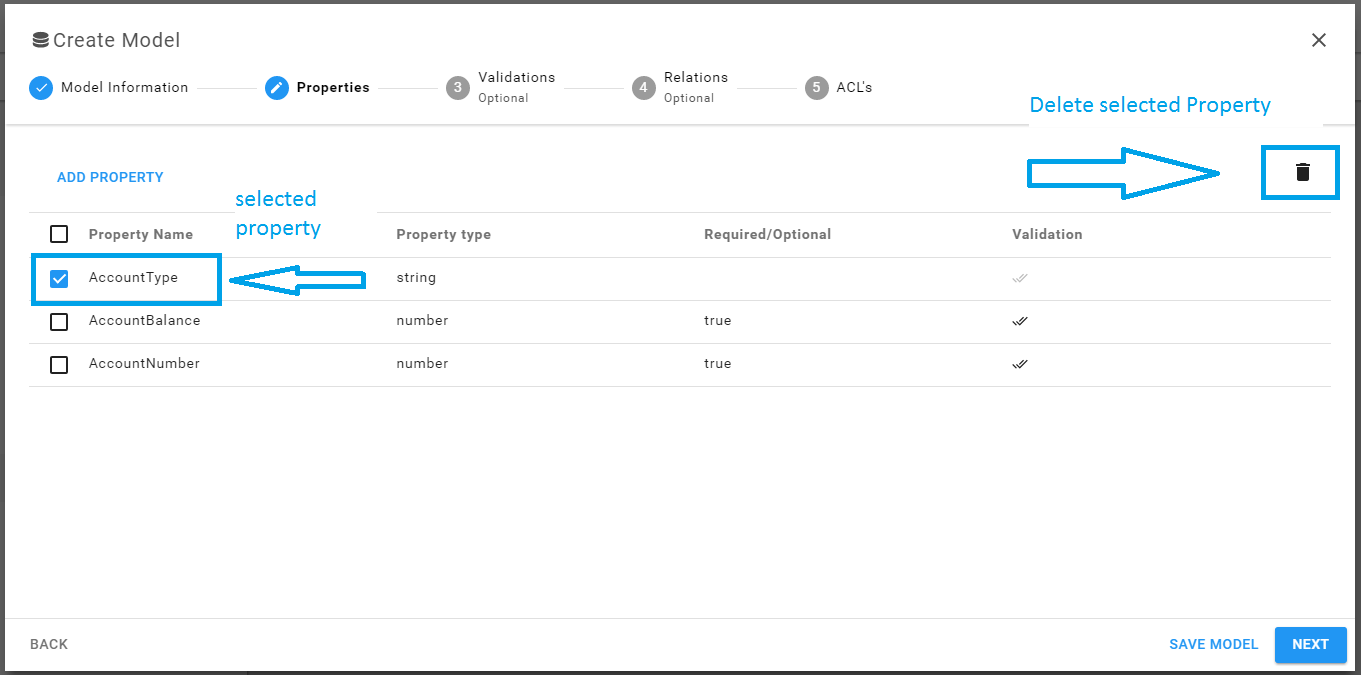 Create Model
Model Information
Properties
3
Validations
Optional
4
Relations
Optional
5
ACL's
Delete selected Property
ADD PROPERTY
selected
property
Property Name Property type Required/Optional Validation
AccountType string
AccountBalance number true
AccountNumber number true
BACK SAVE MODEL NEXT